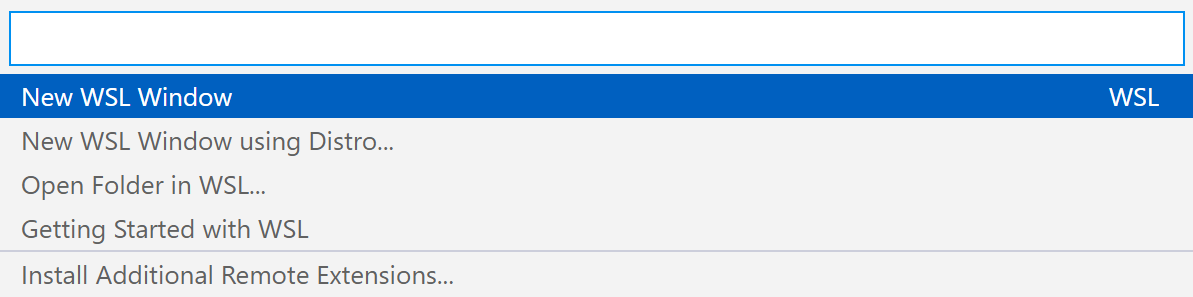 New WSL Window WSL
New WSL Window using Distro...
Open Folder in WSL...
Getting Started with WSL
Install Additional Remote Extensions...